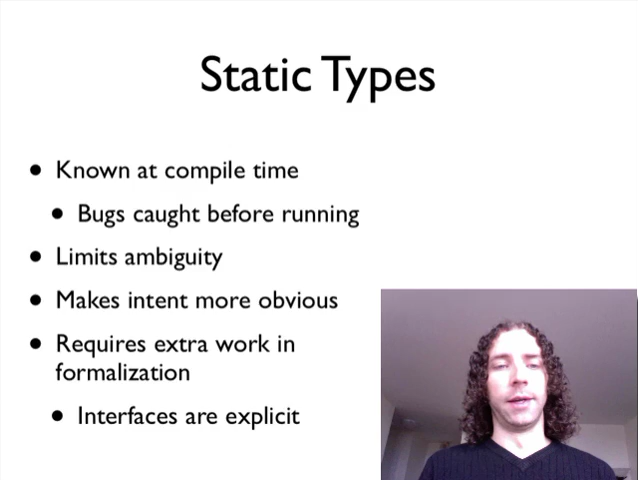 Static Types
• Known at compile time
• Bugs caught before running
• Limits ambiguity
• Makes intent more obvious
• Requires extra work in
formalization
• Interfaces are explicit